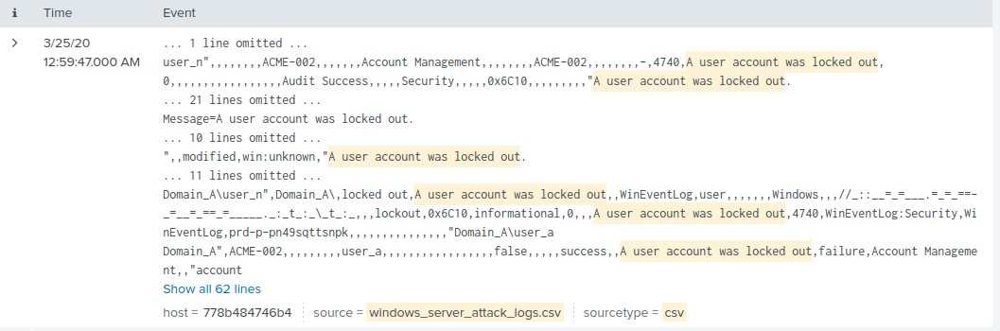 i Time Event
> 3/25/20 ... 1 line omitted ...
12:59:47.000 AM user_n",,,,,,,,ACME-002,,,,,,,Account Management,,,,,,,,ACME-002,,,,,,,,-,4740,A user account was locked out,
0,,,,,,,,,,,,,,,,,Audit Success,,,,,Security,,,,,0x6C10,,,,,,,,,"A user account was locked out.
... 21 lines omitted ...
Message=A user account was locked out.
... 10 lines omitted ...
",,modified,win:unknown,"A user account was locked out.
... 11 lines omitted ...
Domain_A\user_n",Domain_A\,locked out,A user account was locked out,,WinEventLog,user,,,,,,,Windows,,,//_::__=_=___.=_=_==-
_=__=_==_=_____._:_t_:_\_t_:_,,,lockout,0x6C10,informational,0,,,A user account was locked out,4740,WinEventLog:Security,Wi
nEventLog,prd-p-pn49sqttsnpk,,,,,,,,,,,,,,,"Domain_A\user_a
Domain_A",ACME-002,,,,,,,,,user_a,,,,,,,,,,,,,,,,,false,,,,,success,,A user account was locked out,failure,Account Manageme
nt,,"account
Show all 62 lines
host = 778b484746b4 source = windows_server_attack_logs.csv sourcetype = csv